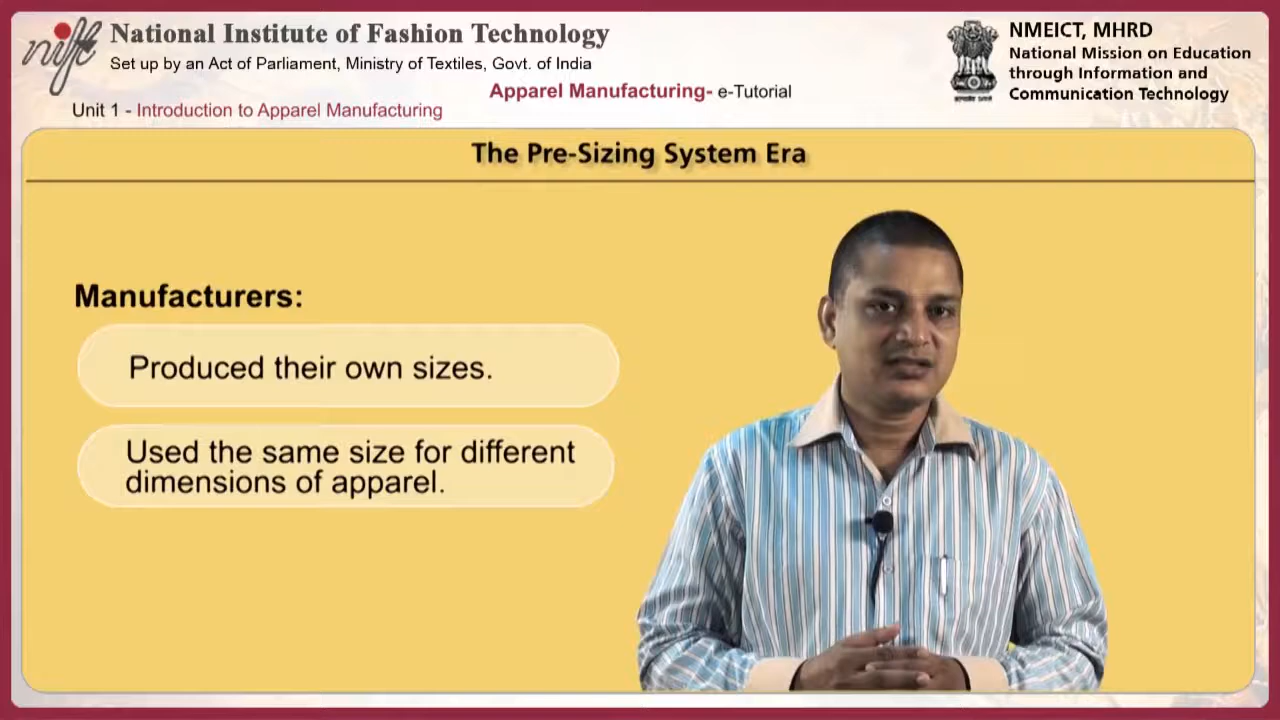 nift
National Institute of Fashion Technology
Set up by an Act of Parliament, Ministry of Textiles, Govt. of India
NMEICT, MHRD
National Mission on Education
through Information and
Communication Technology
Apparel Manufacturing- e-Tutorial
Unit 1 - Introduction to Apparel Manufacturing
The Pre-Sizing System Era
Manufacturers:
Produced their own sizes.
Used the same size for different
dimensions of apparel.